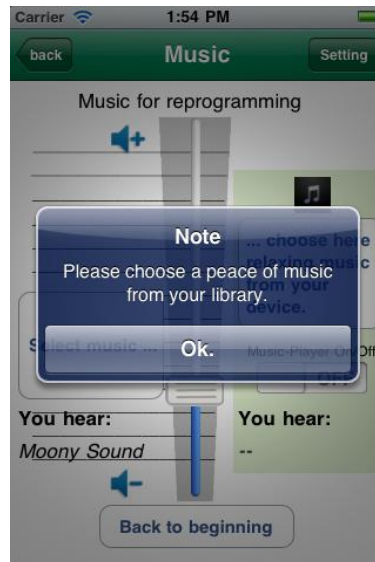 Carrier 1:54 PM
back Music Setting
Music for reprogramming
Note
Please choose a peace of music
from your library.
Ok.
... choose here
relaxing music
from your
device.
Select music ...
Music-Player On/Off
OFF
You hear:
Moony Sound
You hear:
--
Back to beginning